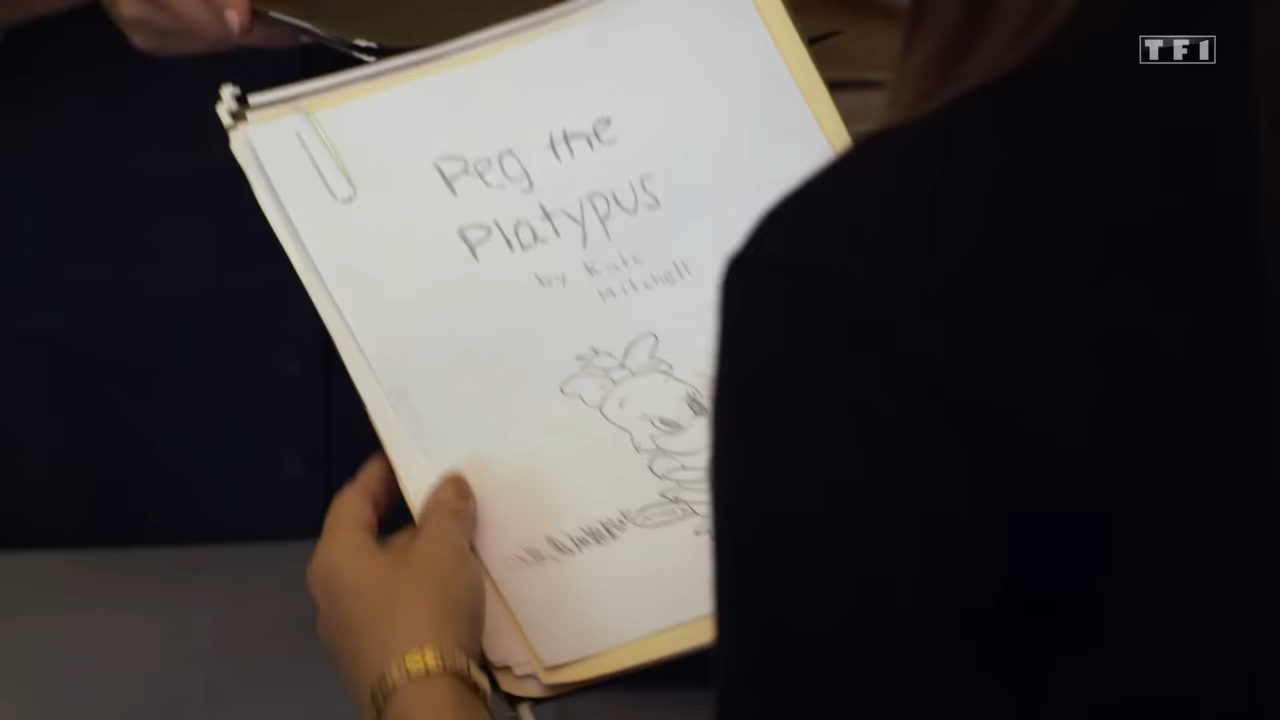 TF1
Peg the
Platypus
by Kate
Mitchell